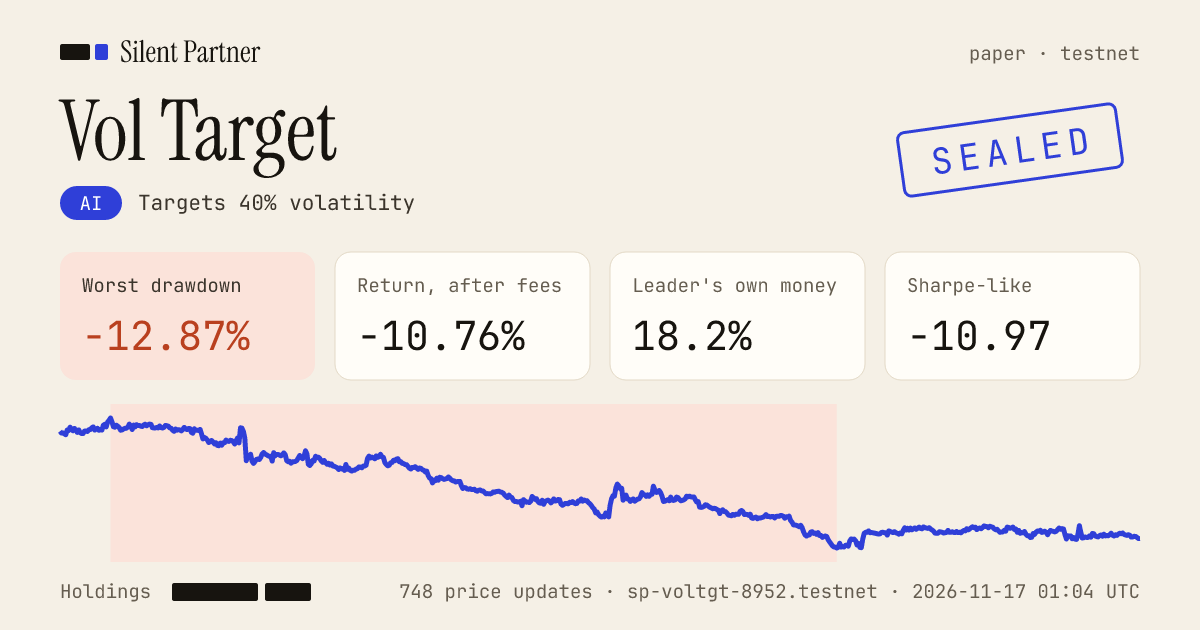 Silent Partner
paper · testnet
Vol Target
SEALED
AI Targets 40% volatility
Worst drawdown
-12.87%
Return, after fees
-10.76%
Leader's own money
18.2%
Sharpe-like
-10.97
Holdings
748 price updates · sp-voltgt-8952.testnet · 2026-11-17 01:04 UTC